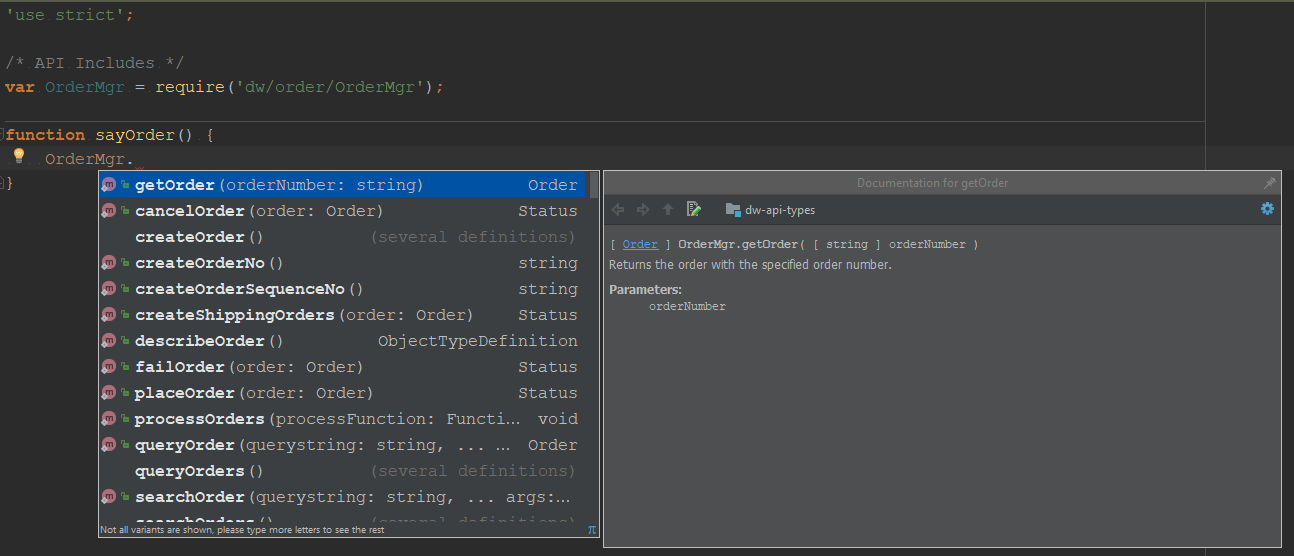 'use strict';
/* API Includes */
var OrderMgr = require('dw/order/OrderMgr');
function sayOrder() {
OrderMgr.
}
getOrder(orderNumber: string) Order
cancelOrder(order: Order) Status
createOrder() (several definitions)
createOrderNo() string
createOrderSequenceNo() string
createShippingOrders(order: Order) Status
describeOrder() ObjectTypeDefinition
failOrder(order: Order) Status
placeOrder(order: Order) Status
processOrders(processFunction: Functi... void
queryOrder(querystring: string, ... ... Order
queryOrders() (several definitions)
searchOrder(querystring: string, ... args:...
searchOrders() (several definitions)
Not all variants are shown, please type more letters to see the rest π
Documentation for getOrder
dw-api-types
[ Order ] OrderMgr.getOrder( [ string ] orderNumber )
Returns the order with the specified order number.
Parameters:
orderNumber